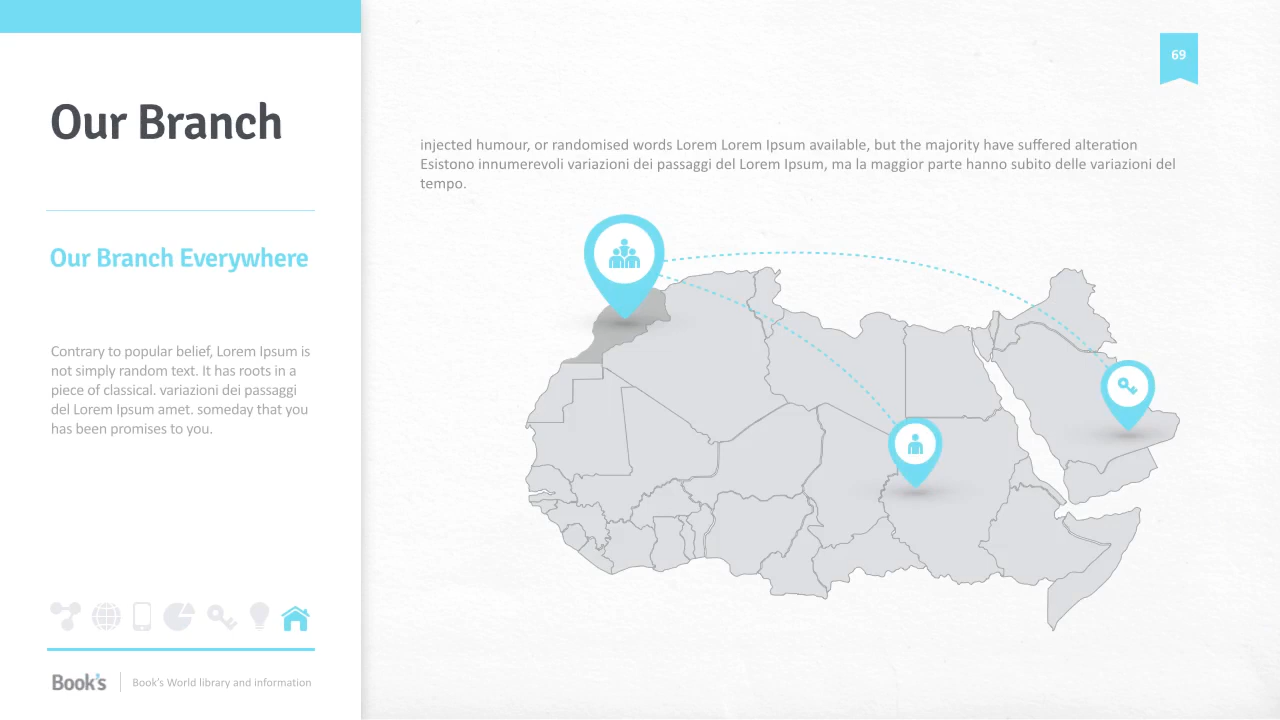 Our Branch
Our Branch Everywhere
Contrary to popular belief, Lorem Ipsum is
not simply random text. It has roots in a
piece of classical. variazioni dei passaggi
del Lorem Ipsum amet. someday that you
has been promises to you.
Book's
Book's World library and information
69
injected humour, or randomised words Lorem Lorem Ipsum available, but the majority have suffered alteration
Esistono innumerevoli variazioni dei passaggi del Lorem Ipsum, ma la maggior parte hanno subito delle variazioni del
tempo.